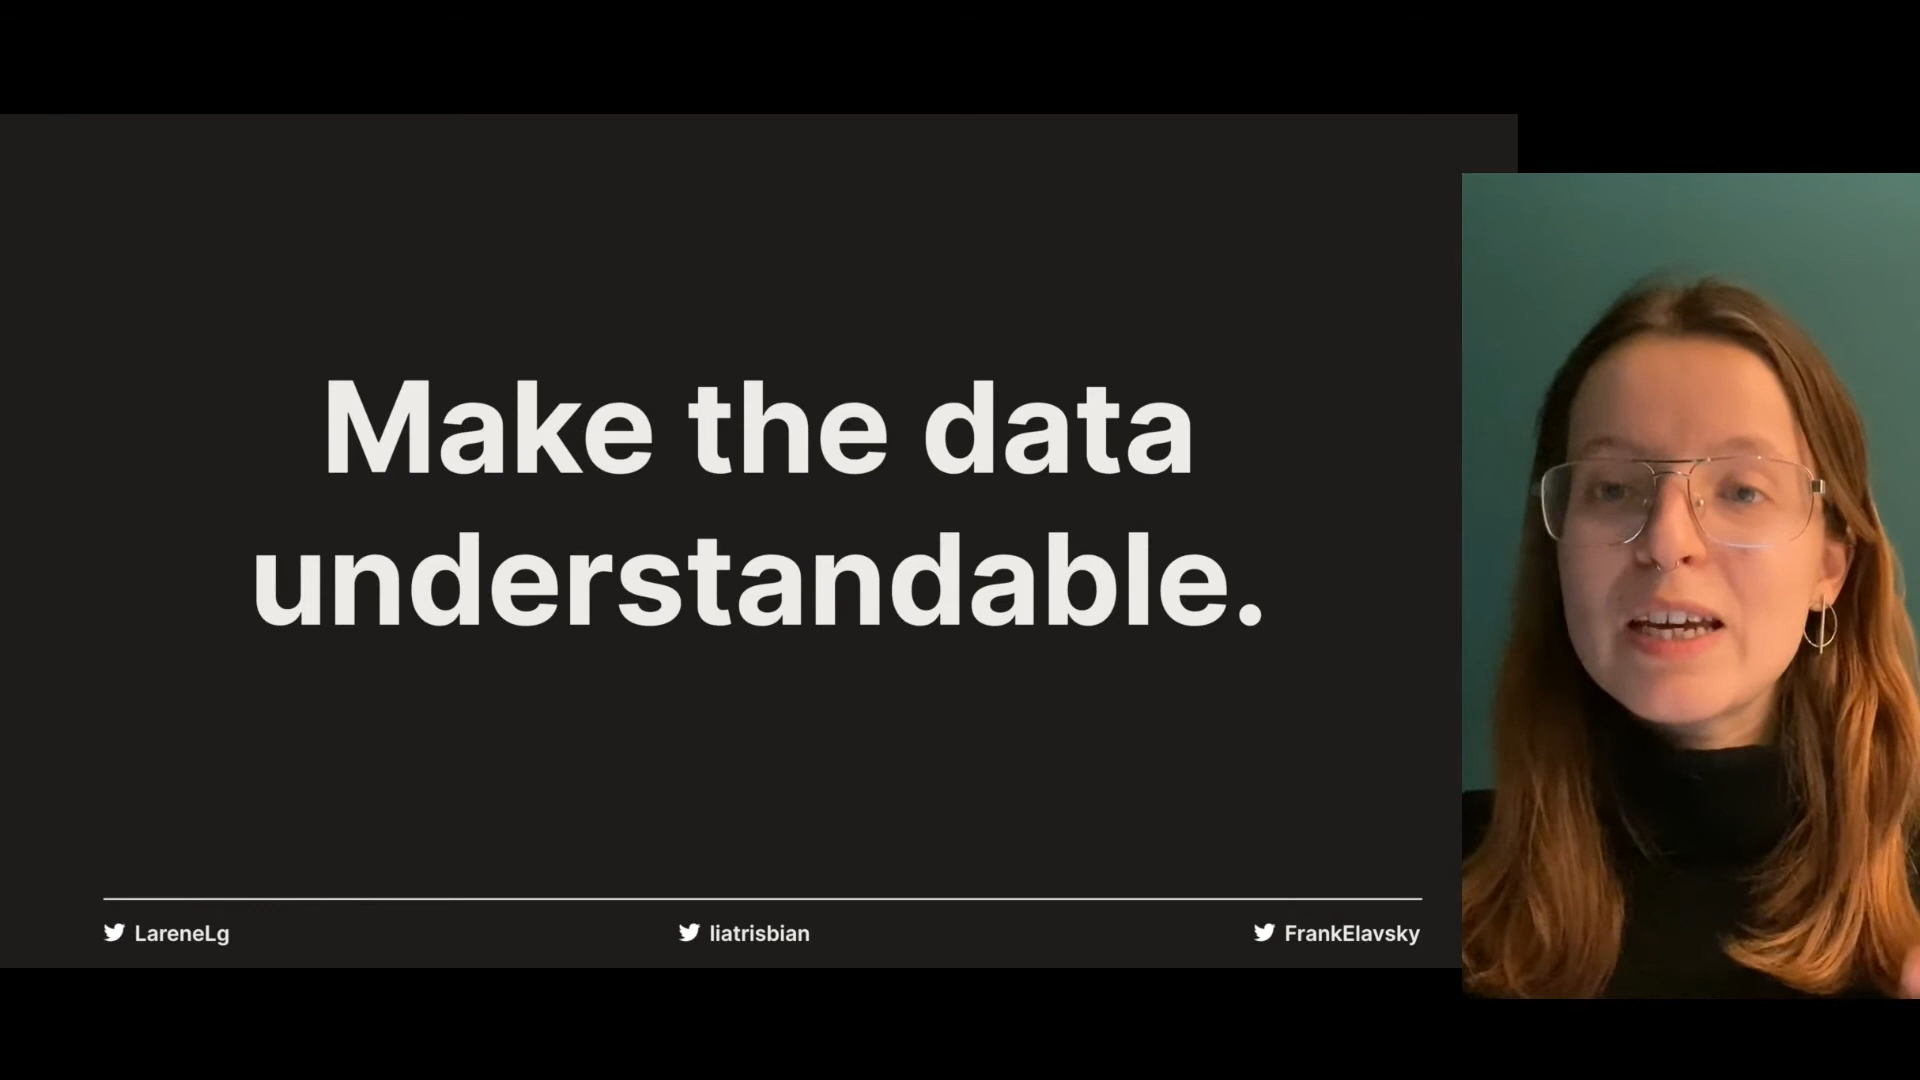 Make the data
understandable.
LareneLg
liatrisbian
FrankElavsky